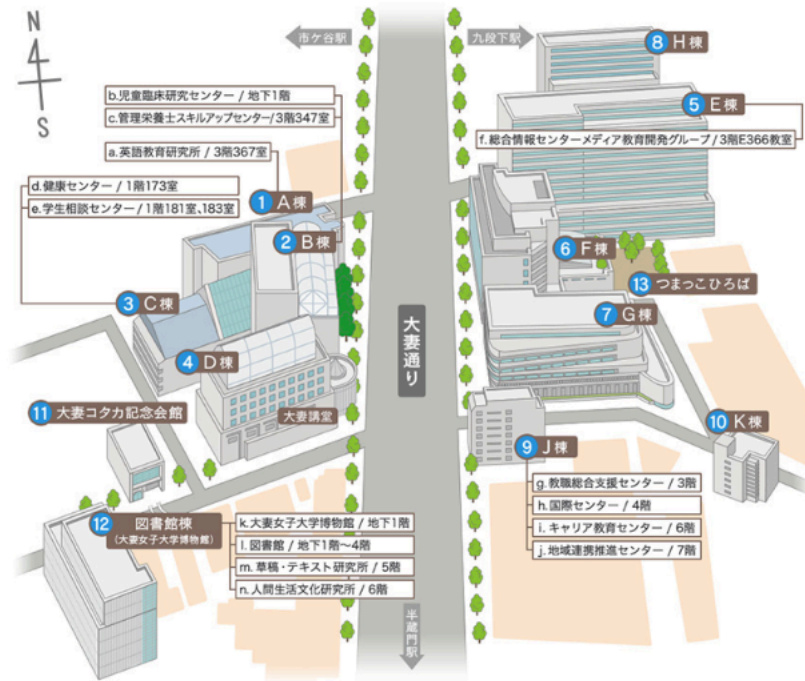 N
S
市ケ谷駅
九段下駅
8 H棟
b.児童臨床研究センター / 地下1階
c.管理栄養士スキルアップセンター/3階347室
5 E棟
f.総合情報センターメディア教育開発グループ/3階E366教室
a.英語教育研究所 / 3階367室
d.健康センター / 1階173室
e.学生相談センター / 1階181室、183室
1 A棟
2 B棟
6 F棟
13 つまっこひろば
3 C棟
7 G棟
大妻通り
4 D棟
大妻講堂
11 大妻コタカ記念会館
10 K棟
9 J棟
g.教職総合支援センター / 3階
h.国際センター / 4階
i.キャリア教育センター / 6階
j.地域連携推進センター / 7階
12 図書館棟
(大妻女子大学博物館)
k.大妻女子大学博物館 / 地下1階
l.図書館 / 地下1階～4階
m.草稿・テキスト研究所 / 5階
n.人間生活文化研究所 / 6階
半蔵門駅